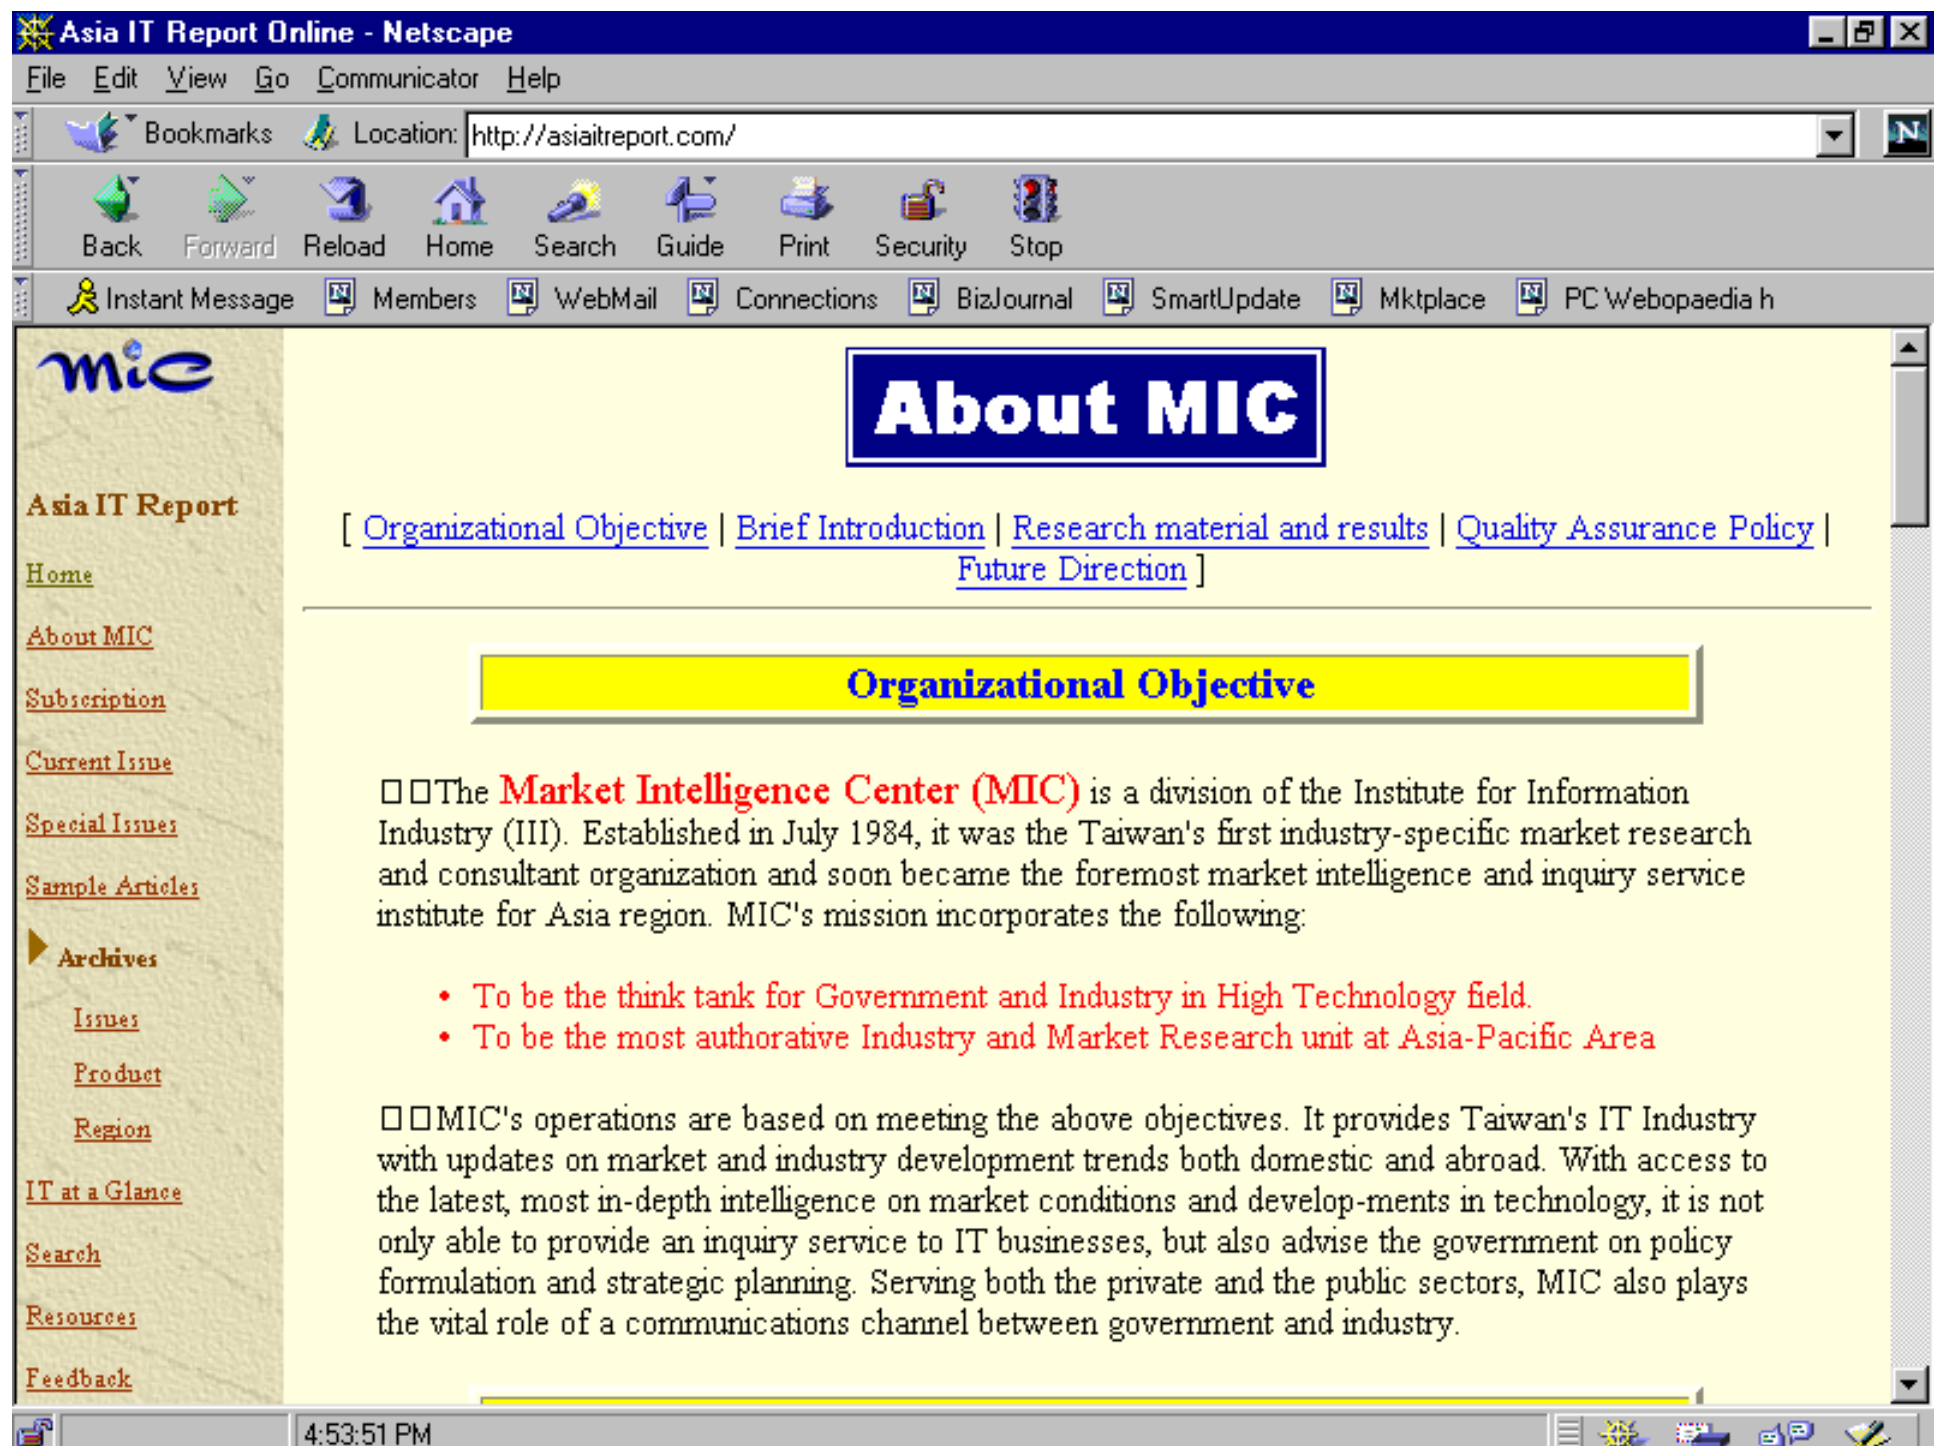 Asia IT Report Online - Netscape
File Edit View Go Communicator Help
Bookmarks Location: http://asiaitreport.com/ N
Back Forward Reload Home Search Guide Print Security Stop
Instant Message Members WebMail Connections BizJournal SmartUpdate Mktplace PC Webopaedia h
mic
Asia IT Report
Home
About MIC
Subscription
Current Issue
Special Issues
Sample Articles
Archives
Issues
Product
Region
IT at a Glance
Search
Resources
Feedback
About MIC
[ Organizational Objective | Brief Introduction | Research material and results | Quality Assurance Policy |
Future Direction ]
Organizational Objective
□□The Market Intelligence Center (MIC) is a division of the Institute for Information
Industry (III). Established in July 1984, it was the Taiwan's first industry-specific market research
and consultant organization and soon became the foremost market intelligence and inquiry service
institute for Asia region. MIC's mission incorporates the following:
• To be the think tank for Government and Industry in High Technology field.
• To be the most authorative Industry and Market Research unit at Asia-Pacific Area
□□MIC's operations are based on meeting the above objectives. It provides Taiwan's IT Industry
with updates on market and industry development trends both domestic and abroad. With access to
the latest, most in-depth intelligence on market conditions and develop-ments in technology, it is not
only able to provide an inquiry service to IT businesses, but also advise the government on policy
formulation and strategic planning. Serving both the private and the public sectors, MIC also plays
the vital role of a communications channel between government and industry.
4:53:51 PM